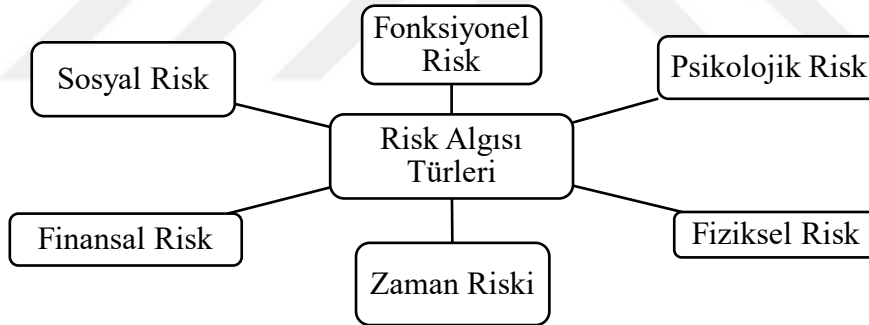 Fonksiyonel
Risk
Sosyal Risk
Psikolojik Risk
Risk Algısı
Türleri
Finansal Risk
Fiziksel Risk
Zaman Riski